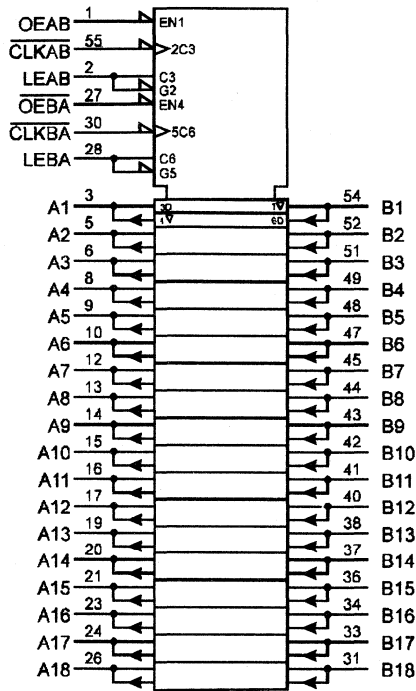 OEAB 1 EN1
CLKAB 55 2C3
LEAB 2 C3
G2
OEBA 27 EN4
CLKBA 30 5C6
LEBA 28 C6
G5
A1 3 3D 1▽ 54 B1
4▽ 6D
A2 5 52 B2
A3 6 51 B3
A4 8 49 B4
A5 9 48 B5
A6 10 47 B6
A7 12 45 B7
A8 13 44 B8
A9 14 43 B9
A10 15 42 B10
A11 16 41 B11
A12 17 40 B12
A13 19 38 B13
A14 20 37 B14
A15 21 36 B15
A16 23 34 B16
A17 24 33 B17
A18 26 31 B18